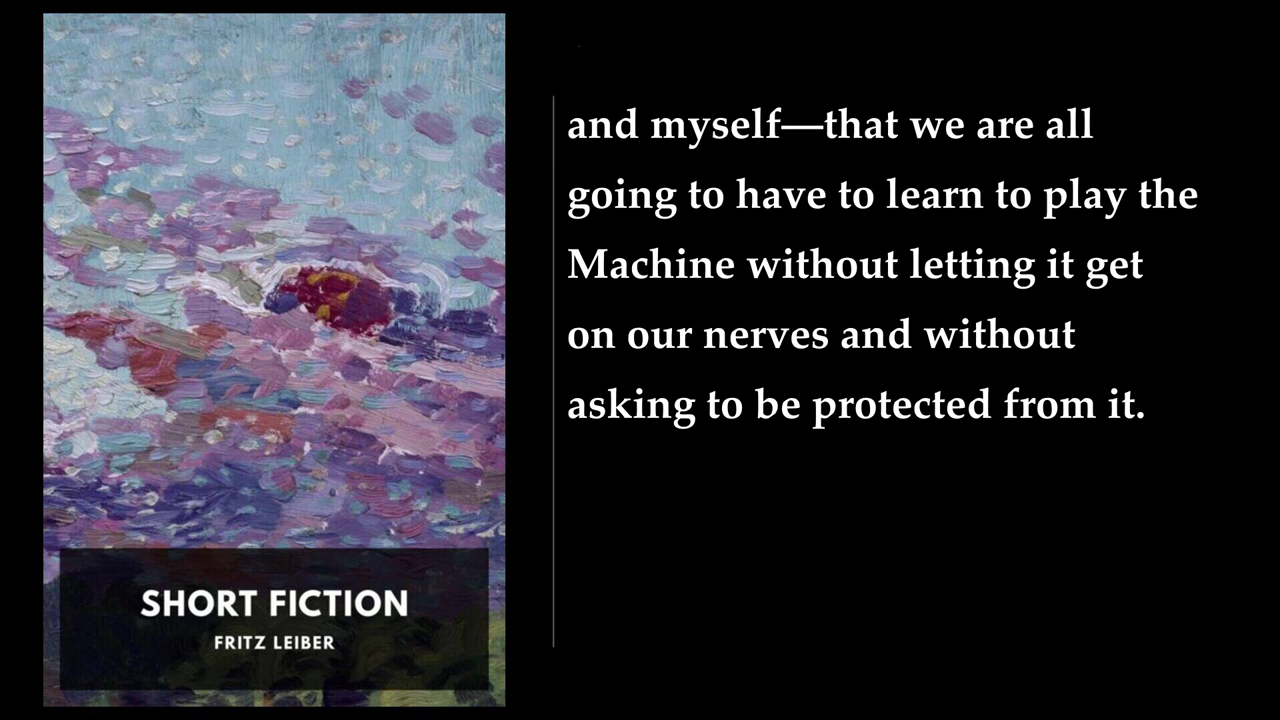 and myself—that we are all
going to have to learn to play the
Machine without letting it get
on our nerves and without
asking to be protected from it.
SHORT FICTION
FRITZ LEIBER